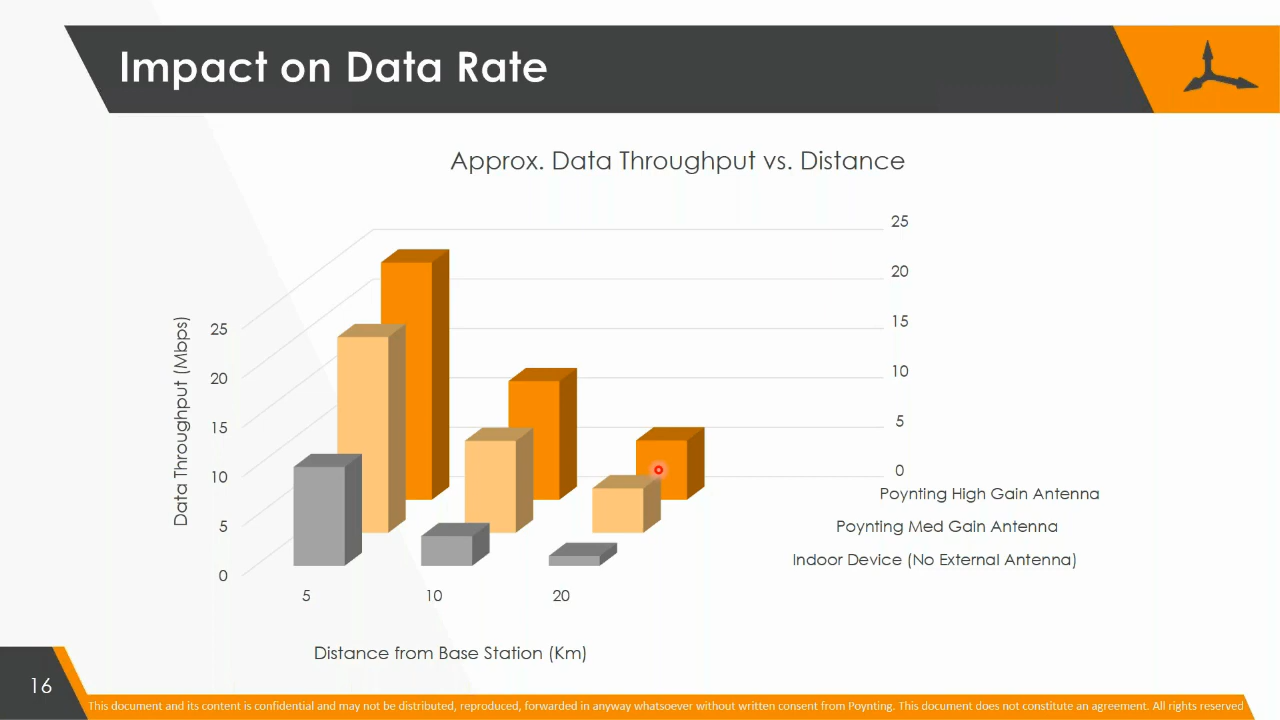 Impact on Data Rate
Approx. Data Throughput vs. Distance
Data Throughput (Mbps)
25
20
15
10
5
0
25
20
15
10
5
0
Poynting High Gain Antenna
Poynting Med Gain Antenna
Indoor Device (No External Antenna)
5
10
20
Distance from Base Station (Km)
16
This document and its content is confidential and may not be distributed, reproduced, forwarded in anyway whatsoever without written consent from Poynting. This document does not constitute an agreement. All rights reserved